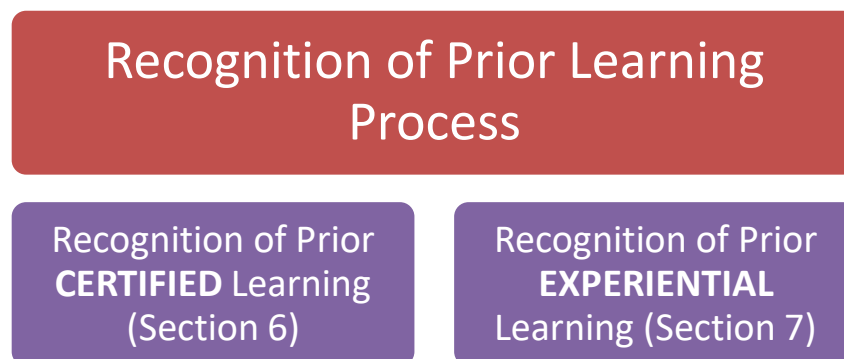 Recognition of Prior Learning
Process
Recognition of Prior
CERTIFIED Learning
(Section 6)
Recognition of Prior
EXPERIENTIAL
Learning (Section 7)